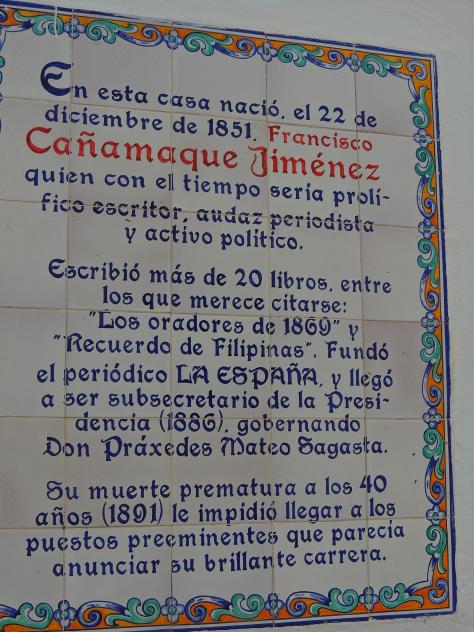 En esta casa nació, el 22 de
diciembre de 1851, Francisco
Cañamaque Jiménez
quien con el tiempo sería prolí-
fico escritor, audaz periodista
y activo político.
Escribió más de 20 libros, entre
los que merece citarse:
"Los oradores de 1869" y
"Recuerdo de Filipinas". Fundó
el periódico LA ESPAÑA, y llegó
a ser subsecretario de la Presi-
dencia (1886), gobernando
Don Práxedes Mateo Sagasta.
Su muerte prematura a los 40
años (1891) le impidió llegar a los
puestos preeminentes que parecía
anunciar su brillante carrera.